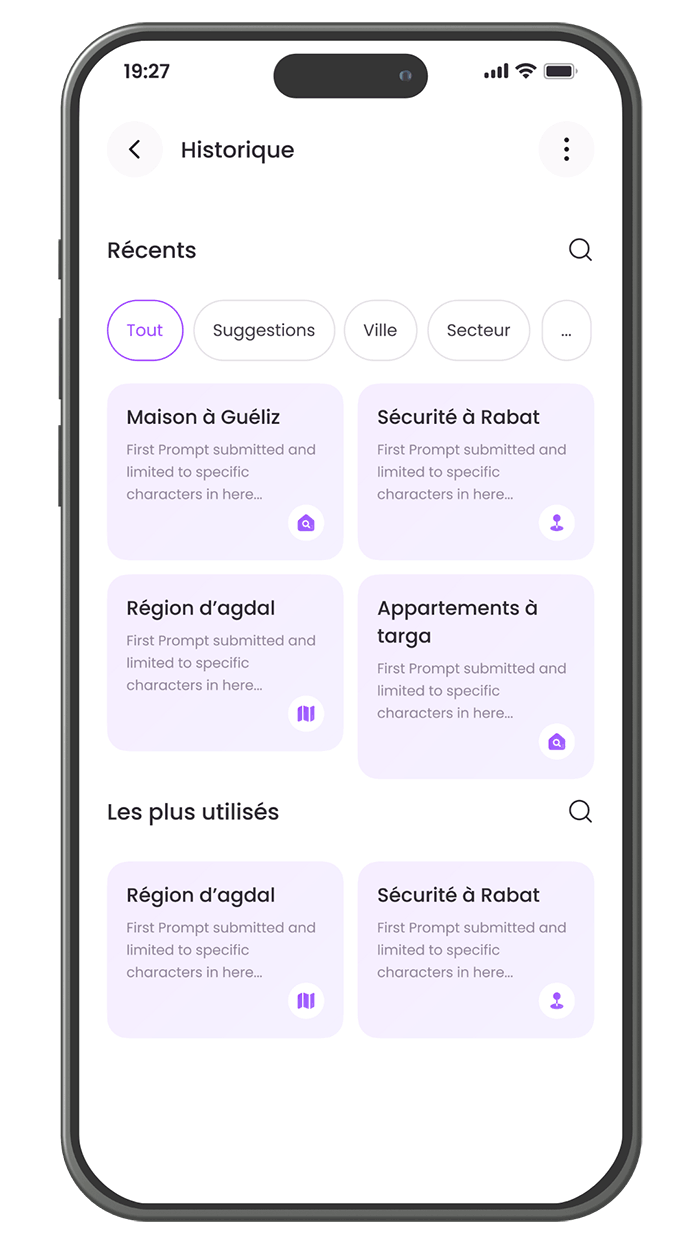 19:27
Historique
Récents
Tout Suggestions Ville Secteur ...
Maison à Guéliz
First Prompt submitted and
limited to specific
characters in here...
Sécurité à Rabat
First Prompt submitted and
limited to specific
characters in here...
Région d’agdal
First Prompt submitted and
limited to specific
characters in here...
Appartements à
targa
First Prompt submitted and
limited to specific
characters in here...
Les plus utilisés
Région d’agdal
First Prompt submitted and
limited to specific
characters in here...
Sécurité à Rabat
First Prompt submitted and
limited to specific
characters in here...